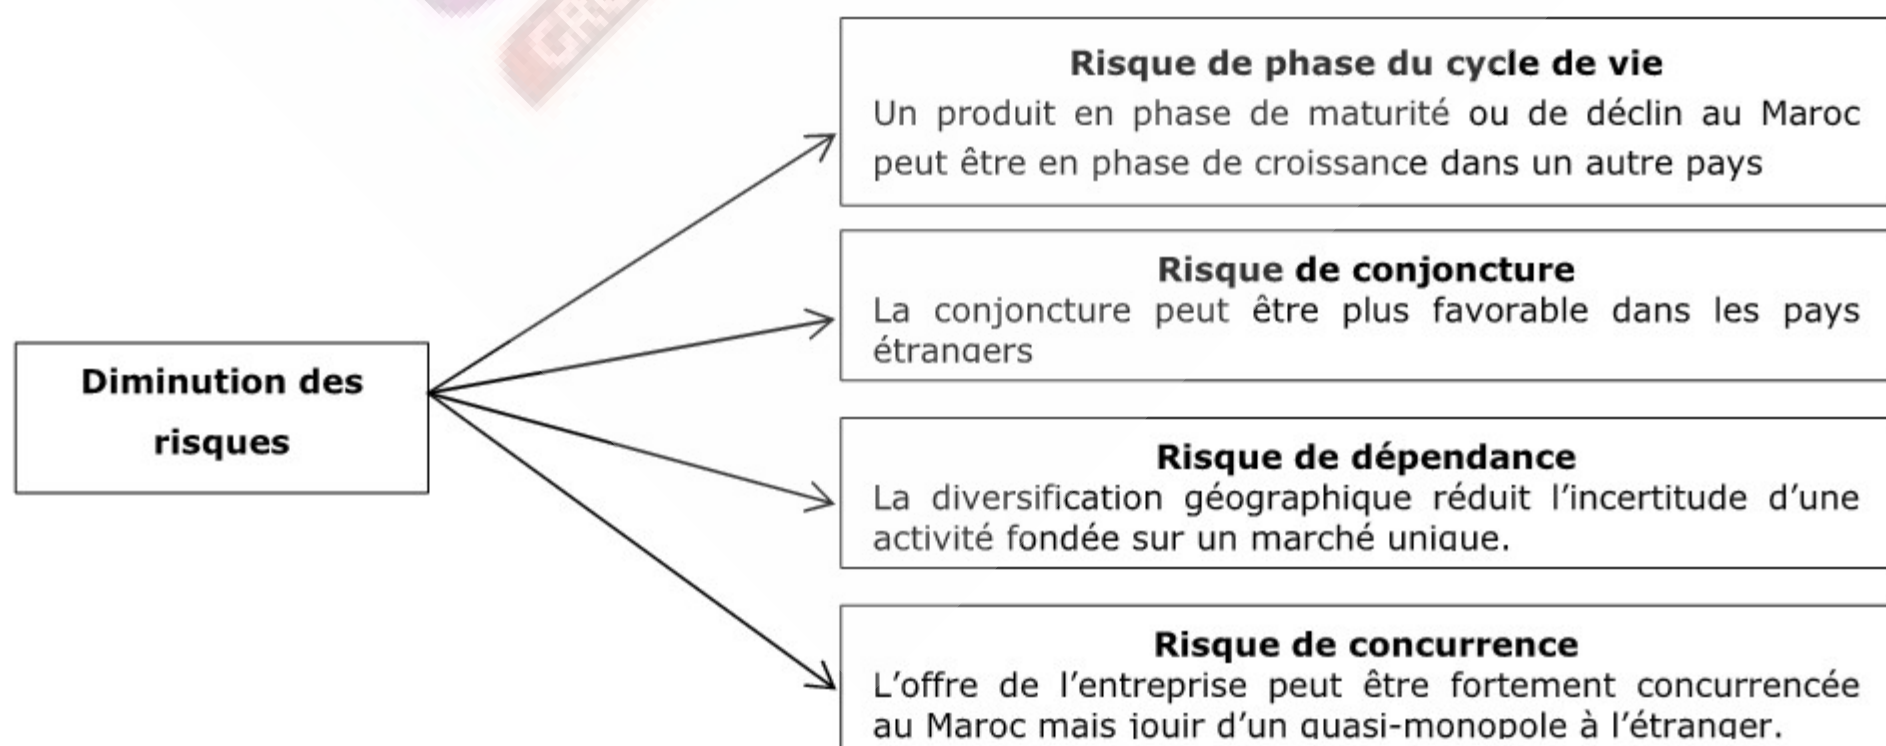 Risque de phase du cycle de vie
Un produit en phase de maturité ou de déclin au Maroc
peut être en phase de croissance dans un autre pays
Risque de conjoncture
La conjoncture peut être plus favorable dans les pays
étrangers
Diminution des
risques
Risque de dépendance
La diversification géographique réduit l’incertitude d’une
activité fondée sur un marché unique.
Risque de concurrence
L’offre de l’entreprise peut être fortement concurrencée
au Maroc mais jouir d’un quasi-monopole à l’étranger.